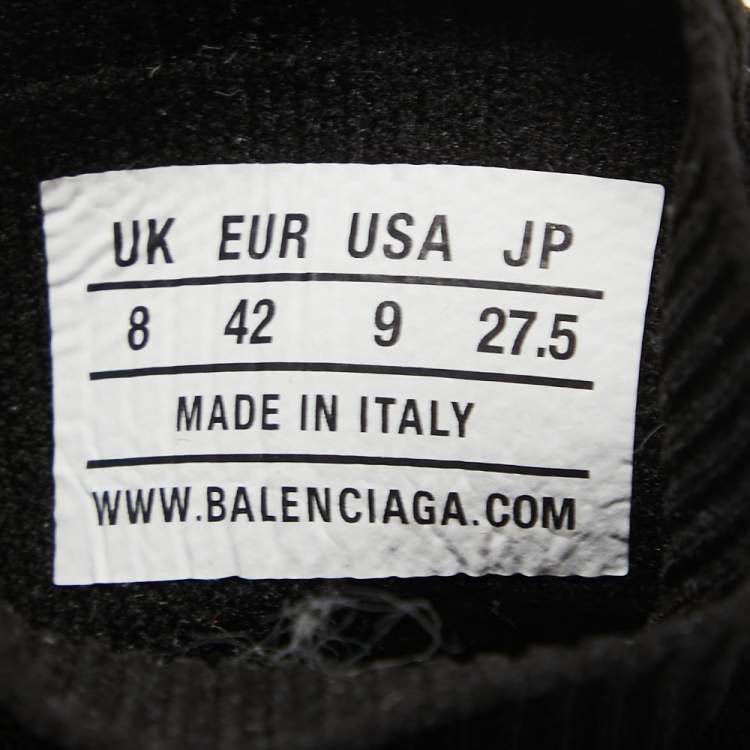 UK EUR USA JP
8 42 9 27.5
MADE IN ITALY
WWW.BALENCIAGA.COM